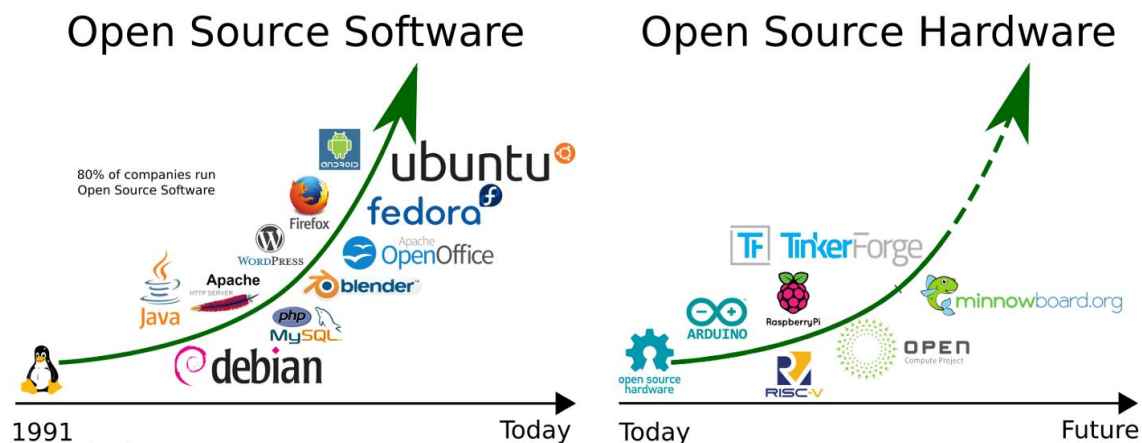 Open Source Software
80% of companies run
Open Source Software
ANDROID
ubuntu
Firefox
fedora
WORDPRESS
Apache
OpenOffice
Java
Apache
HTTP SERVER
blender
php
MySQL
debian
1991
Today
Open Source Hardware
TF TinkerForge
ARDUINO
RaspberryPi
minnowboard.org
open source
hardware
RISC-V
OPEN
Compute Project
Today
Future